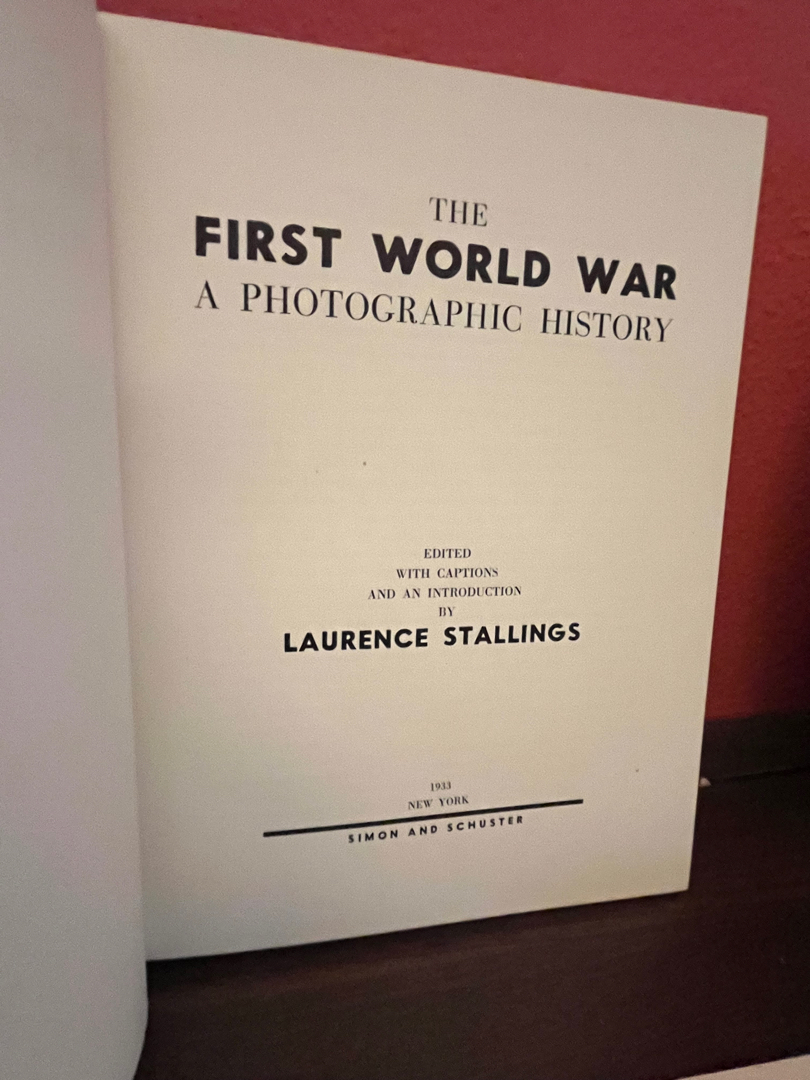 THE
FIRST WORLD WAR
A PHOTOGRAPHIC HISTORY
EDITED
WITH CAPTIONS
AND AN INTRODUCTION
BY
LAURENCE STALLINGS
1933
NEW YORK
SIMON AND SCHUSTER